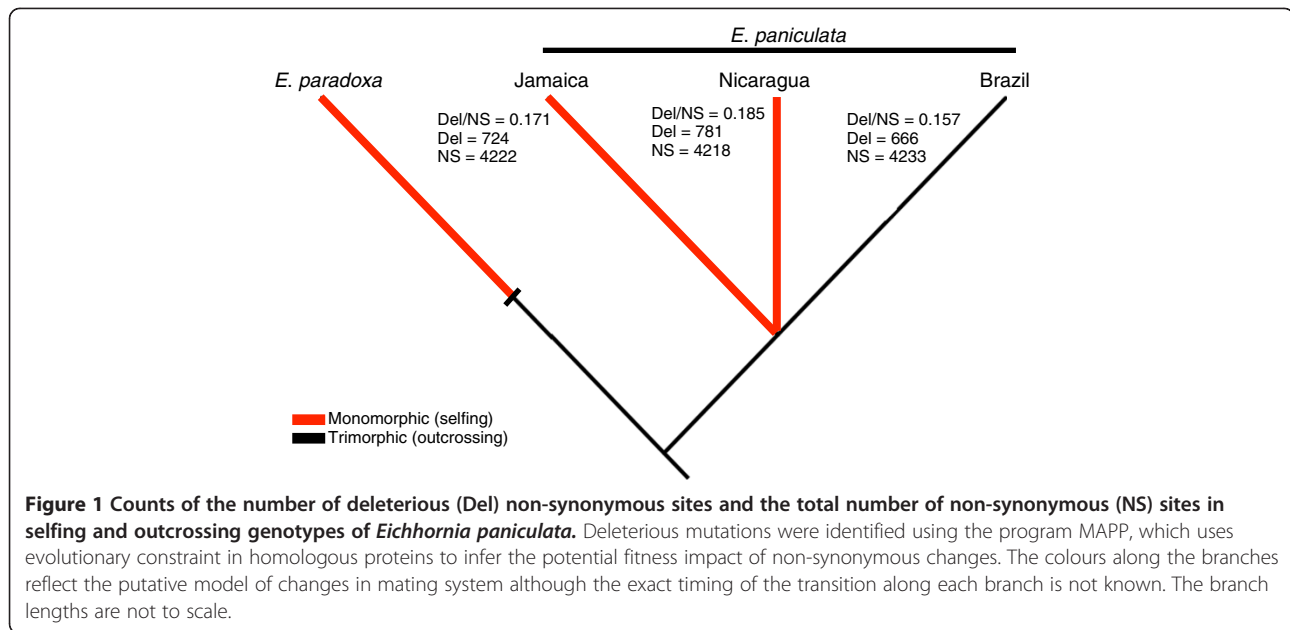 E. paniculata
E. paradoxa
Jamaica
Nicaragua
Brazil
Del/NS = 0.171
Del = 724
NS = 4222
Del/NS = 0.185
Del = 781
NS = 4218
Del/NS = 0.157
Del = 666
NS = 4233
Monomorphic (selfing)
Trimorphic (outcrossing)
Figure 1 Counts of the number of deleterious (Del) non-synonymous sites and the total number of non-synonymous (NS) sites in
selfing and outcrossing genotypes of Eichhornia paniculata. Deleterious mutations were identified using the program MAPP, which uses
evolutionary constraint in homologous proteins to infer the potential fitness impact of non-synonymous changes. The colours along the branches
reflect the putative model of changes in mating system although the exact timing of the transition along each branch is not known. The branch
lengths are not to scale.